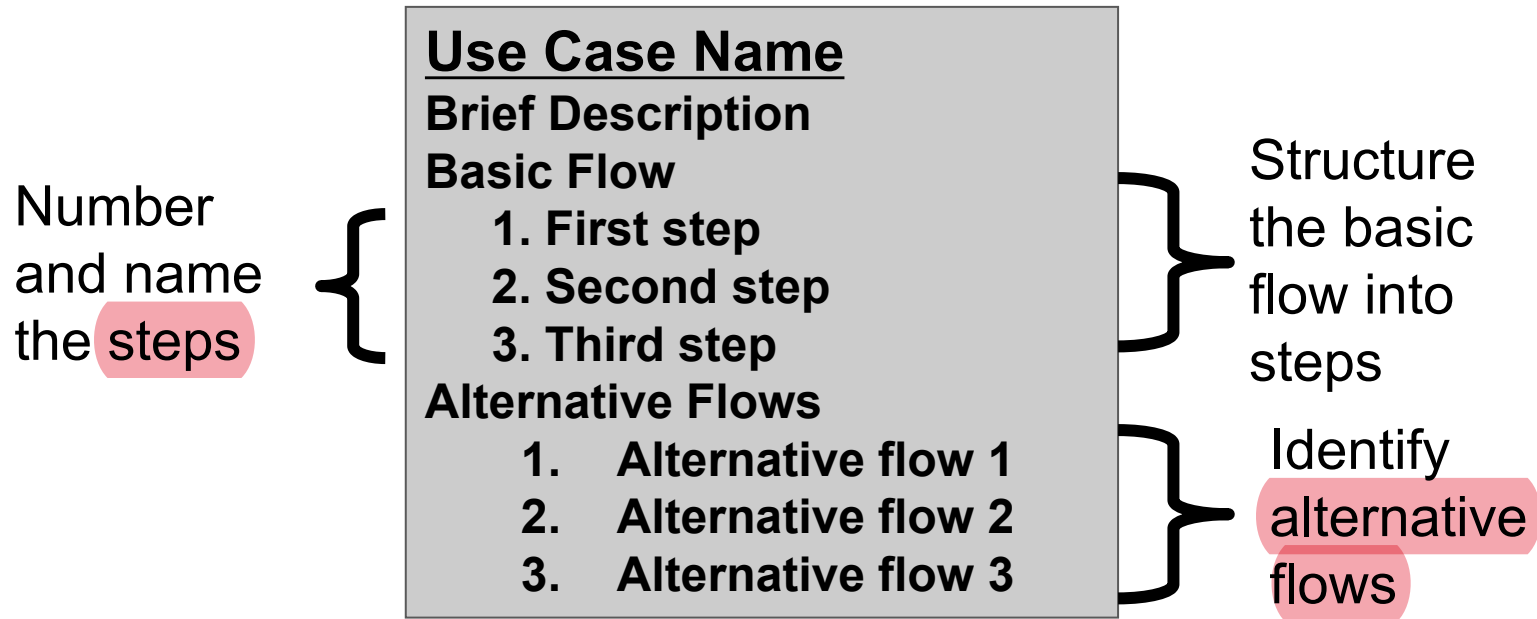 Use Case Name
Brief Description
Basic Flow
1. First step
2. Second step
3. Third step
Alternative Flows
1. Alternative flow 1
2. Alternative flow 2
3. Alternative flow 3
Number
and name
the steps
Structure
the basic
flow into
steps
Identify
alternative
flows